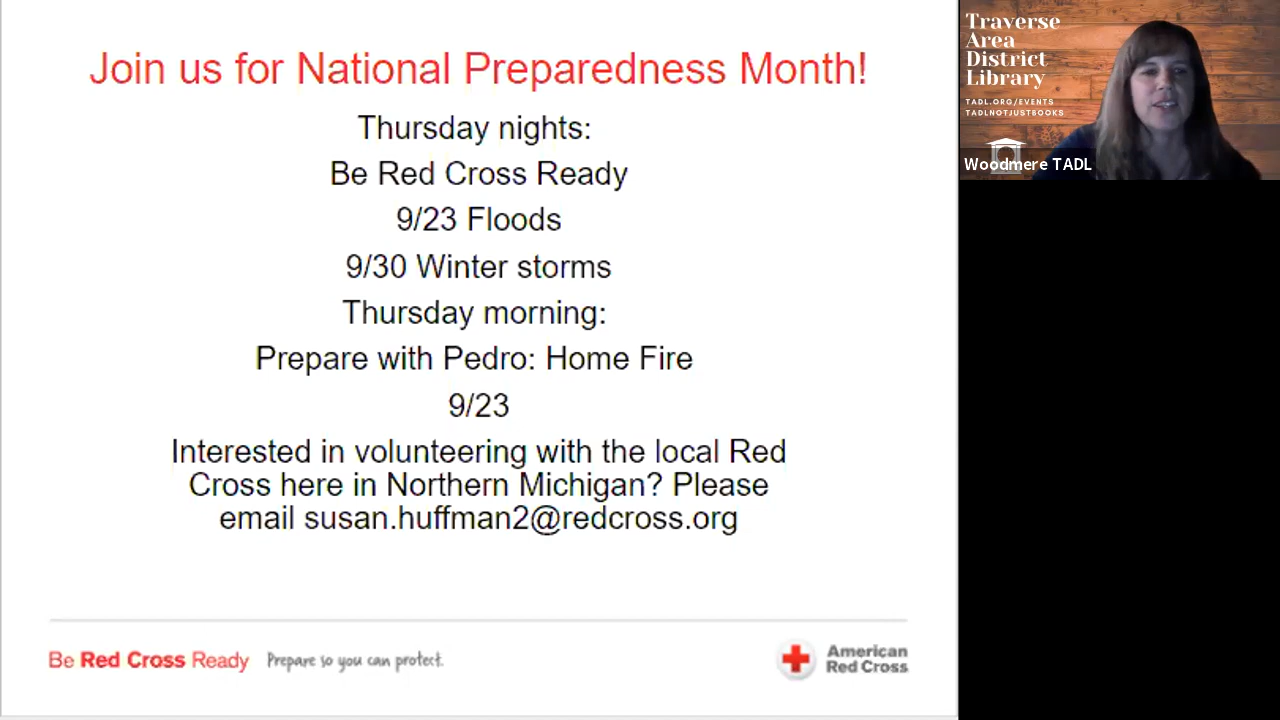 Join us for National Preparedness Month!
Thursday nights:
Be Red Cross Ready
9/23 Floods
9/30 Winter storms
Thursday morning:
Prepare with Pedro: Home Fire
9/23
Interested in volunteering with the local Red
Cross here in Northern Michigan? Please
email susan.huffman2@redcross.org
Be Red Cross Ready
Prepare so you can protect.
American
Red Cross
Traverse
Area
District
Library
TADL.ORG/EVENTS
TADLNOTJUSTBOOKS
Woodmere TADL